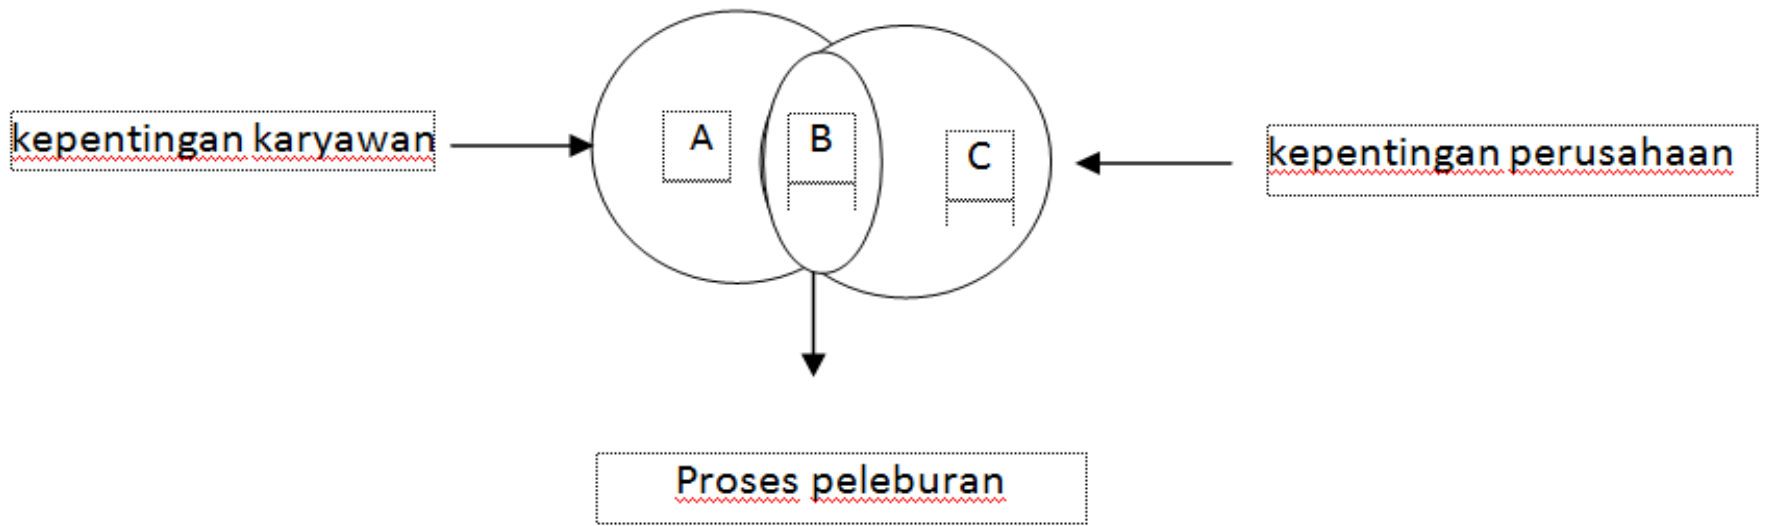 kepentingan karyawan
A
B
C
kepentingan perusahaan
Proses peleburan